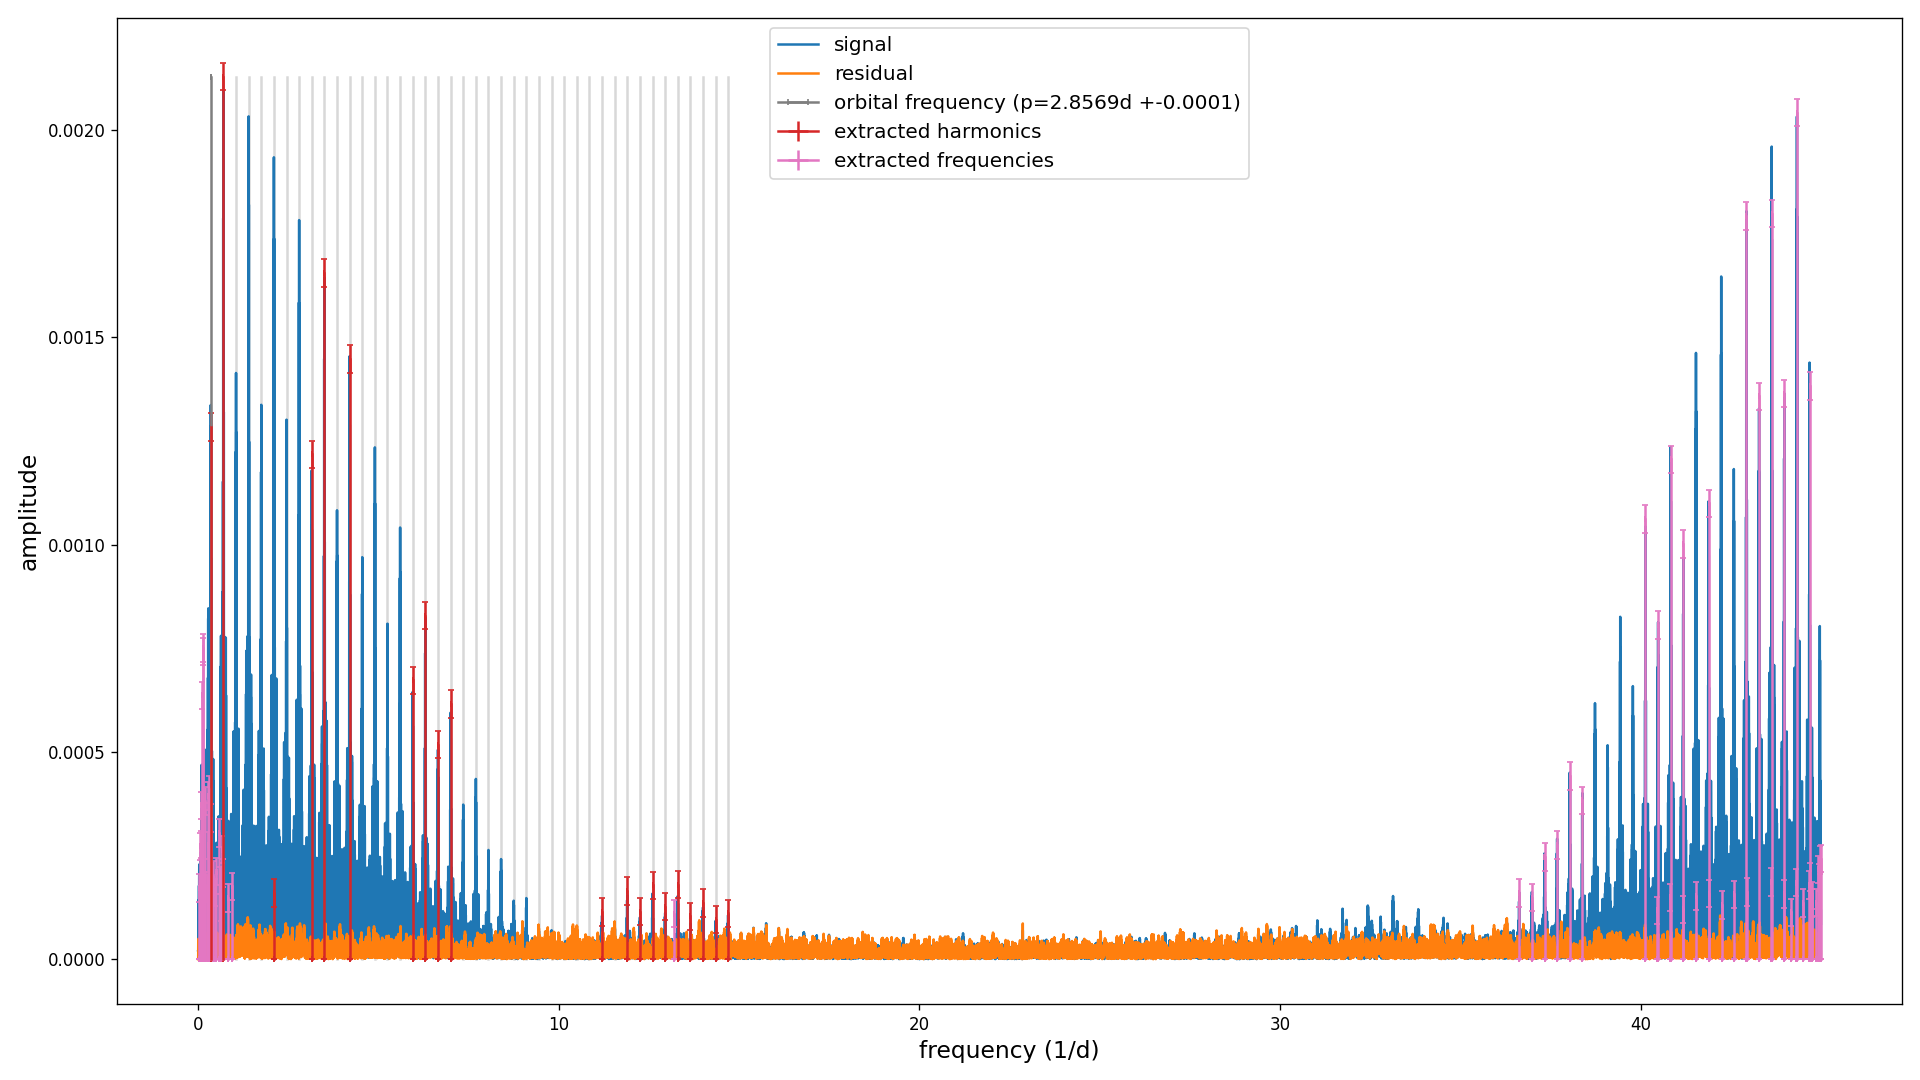 signal
residual
orbital frequency (p=2.8569d +-0.0001)
extracted harmonics
extracted frequencies
amplitude
0.0020
0.0015
0.0010
0.0005
0.0000
0 10 20 30 40
frequency (1/d)